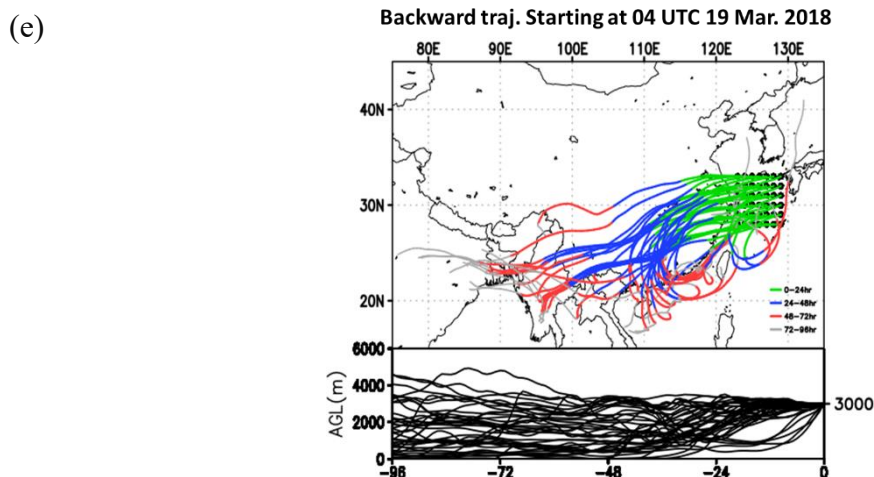 (e)
Backward traj. Starting at 04 UTC 19 Mar. 2018
80E 90E 100E 110E 120E 130E
40N
30N
20N
0-24hr
24-48hr
48-72hr
72-96hr
6000
4000
2000
0
AGL(m)
3000
-96 -72 -48 -24 0